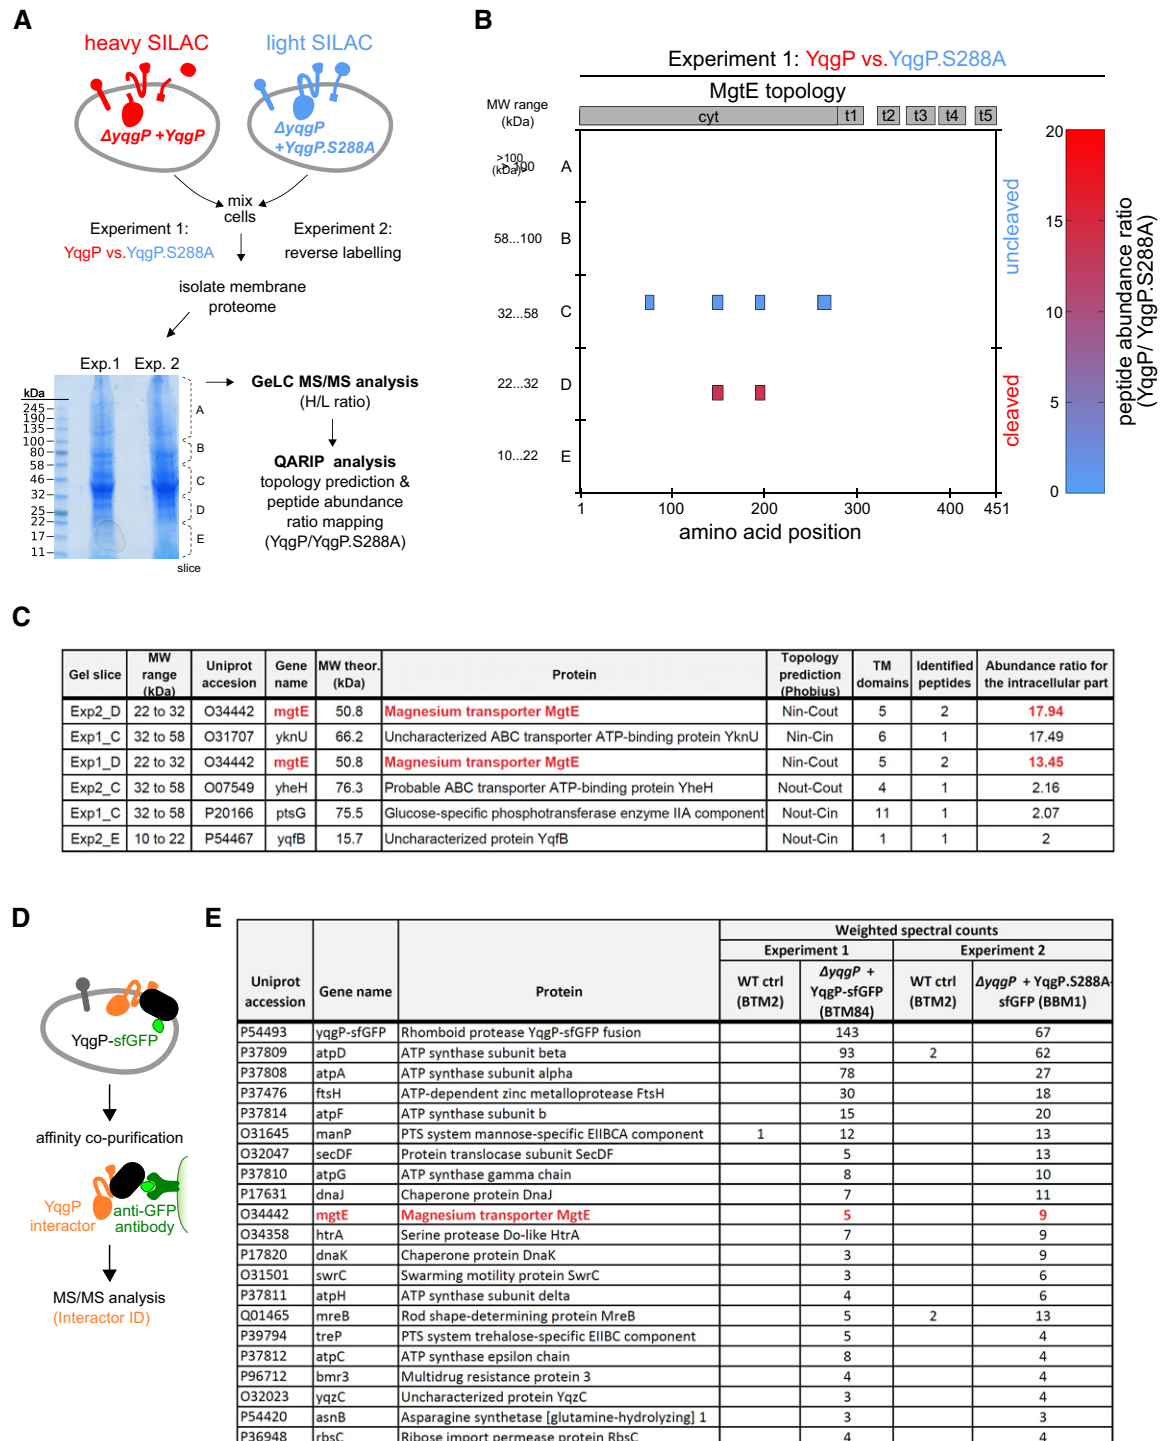 A
heavy SILAC
light SILAC
ΔyqgP +YqgP
ΔyqgP
+YqgP.S288A
mix
cells
Experiment 1:
YqgP vs.YqgP.S288A
Experiment 2:
reverse labelling
isolate membrane
proteome
Exp.1 Exp. 2
kDa
245
190
135
100
80
58
46
32
25
22
17
11
A
B
C
D
E
slice
GeLC MS/MS analysis
(H/L ratio)
QARIP analysis
topology prediction &
peptide abundance
ratio mapping
(YqgP/YqgP.S288A)
B
Experiment 1: YqgP vs.YqgP.S288A
MgtE topology
MW range
(kDa)
cyt t1 t2 t3 t4 t5
>100 A
58...100 B
32...58 C
22...32 D
10...22 E
uncleaved
cleaved
1 100 200 300 400 451
amino acid position
20
15
10
5
0
peptide abundance ratio
(YqgP/ YqgP.S288A)
C
Gel slice | MW range (kDa) | Uniprot accesion | Gene name | MW theor. (kDa) | Protein | Topology prediction (Phobius) | TM domains | Identified peptides | Abundance ratio for the intracellular part
Exp2_D 22 to 32 O34442 mgtE 50.8 Magnesium transporter MgtE Nin-Cout 5 2 17.94
Exp1_C 32 to 58 O31707 yknU 66.2 Uncharacterized ABC transporter ATP-binding protein YknU Nin-Cin 6 1 17.49
Exp1_D 22 to 32 O34442 mgtE 50.8 Magnesium transporter MgtE Nin-Cout 5 2 13.45
Exp2_C 32 to 58 O07549 yheH 76.3 Probable ABC transporter ATP-binding protein YheH Nout-Cout 4 1 2.16
Exp1_C 32 to 58 P20166 ptsG 75.5 Glucose-specific phosphotransferase enzyme IIA component Nout-Cin 11 1 2.07
Exp2_E 10 to 22 P54467 yqfB 15.7 Uncharacterized protein YqfB Nout-Cin 1 1 2
D
YqgP-sfGFP
affinity co-purification
YqgP
interactor
anti-GFP
antibody
MS/MS analysis
(Interactor ID)
E
Weighted spectral counts
Experiment 1 Experiment 2
Uniprot accession | Gene name | Protein | WT ctrl (BTM2) | ΔyqgP + YqgP-sfGFP (BTM84) | WT ctrl (BTM2) | ΔyqgP + YqgP.S288A-sfGFP (BBM1)
P54493 yqgP-sfGFP Rhomboid protease YqgP-sfGFP fusion 143 67
P37809 atpD ATP synthase subunit beta 93 2 62
P37808 atpA ATP synthase subunit alpha 78 27
P37476 ftsH ATP-dependent zinc metalloprotease FtsH 30 18
P37814 atpF ATP synthase subunit b 15 20
O31645 manP PTS system mannose-specific EIIBCA component 1 12 13
O32047 secDF Protein translocase subunit SecDF 5 13
P37810 atpG ATP synthase gamma chain 8 10
P17631 dnaJ Chaperone protein DnaJ 7 11
O34442 mgtE Magnesium transporter MgtE 5 9
O34358 htrA Serine protease Do-like HtrA 7 9
P17820 dnaK Chaperone protein DnaK 3 9
O31501 swrC Swarming motility protein SwrC 3 6
P37811 atpH ATP synthase subunit delta 4 6
Q01465 mreB Rod shape-determining protein MreB 5 2 13
P39794 treP PTS system trehalose-specific EIIBC component 5 4
P37812 atpC ATP synthase epsilon chain 8 4
P96712 bmr3 Multidrug resistance protein 3 4 4
O32023 yqzC Uncharacterized protein YqzC 3 4
P54420 asnB Asparagine synthetase [glutamine-hydrolyzing] 1 3 3
P36948 rbsC Ribose import permease protein RbsC 4 4